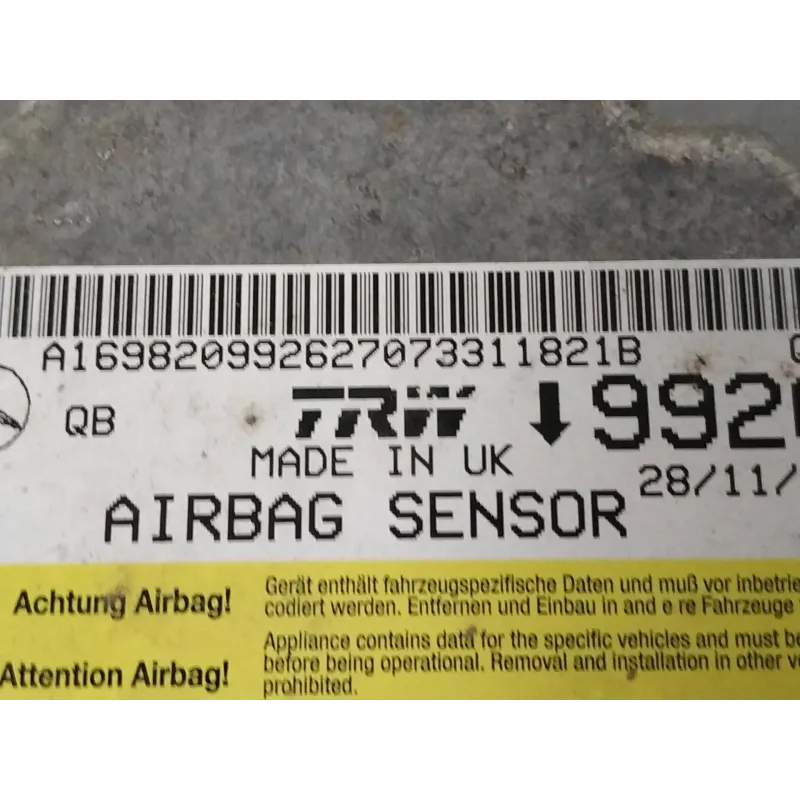 A169820992627073311821B
QB TRW 992
MADE IN UK
28/11/
AIRBAG SENSOR
Achtung Airbag!
Gerät enthält fahrzeugspezifische Daten und muß vor inbetrie
codiert werden. Entfernen und Einbau in and e re Fahrzeuge
Attention Airbag!
Appliance contains data for the specific vehicles and must be
before being operational. Removal and installation in other ve
prohibited.